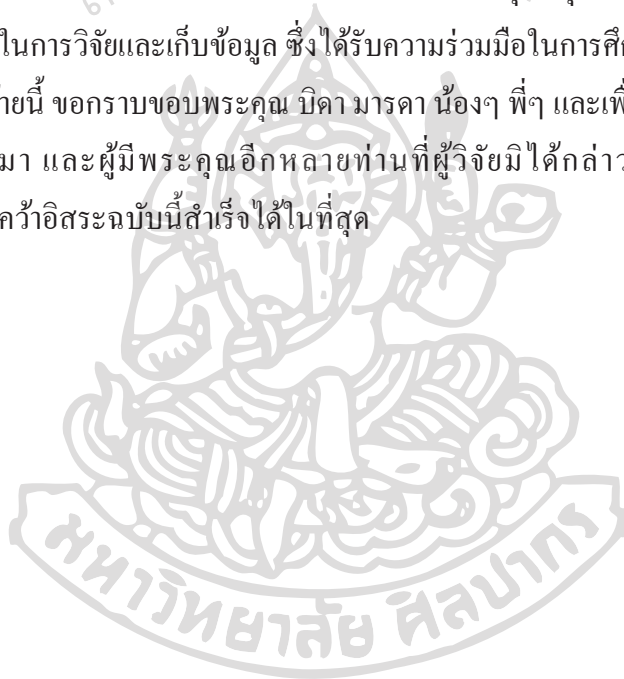 ในการวิจัยและเก็บข้อมูล ซึ่งได้รับความร่วมมือในการศึ
ายนี้ ขอกราบขอบพระคุณ บิดา มารดา น้องๆ พี่ๆ และเพื่
มา และผู้มีพระคุณอีกหลายท่านที่ผู้วิจัยมิได้กล่าว
คว้าอิสระฉบับนี้สำเร็จได้ในที่สุด
มหาวิทยาลัย ศิลปากร